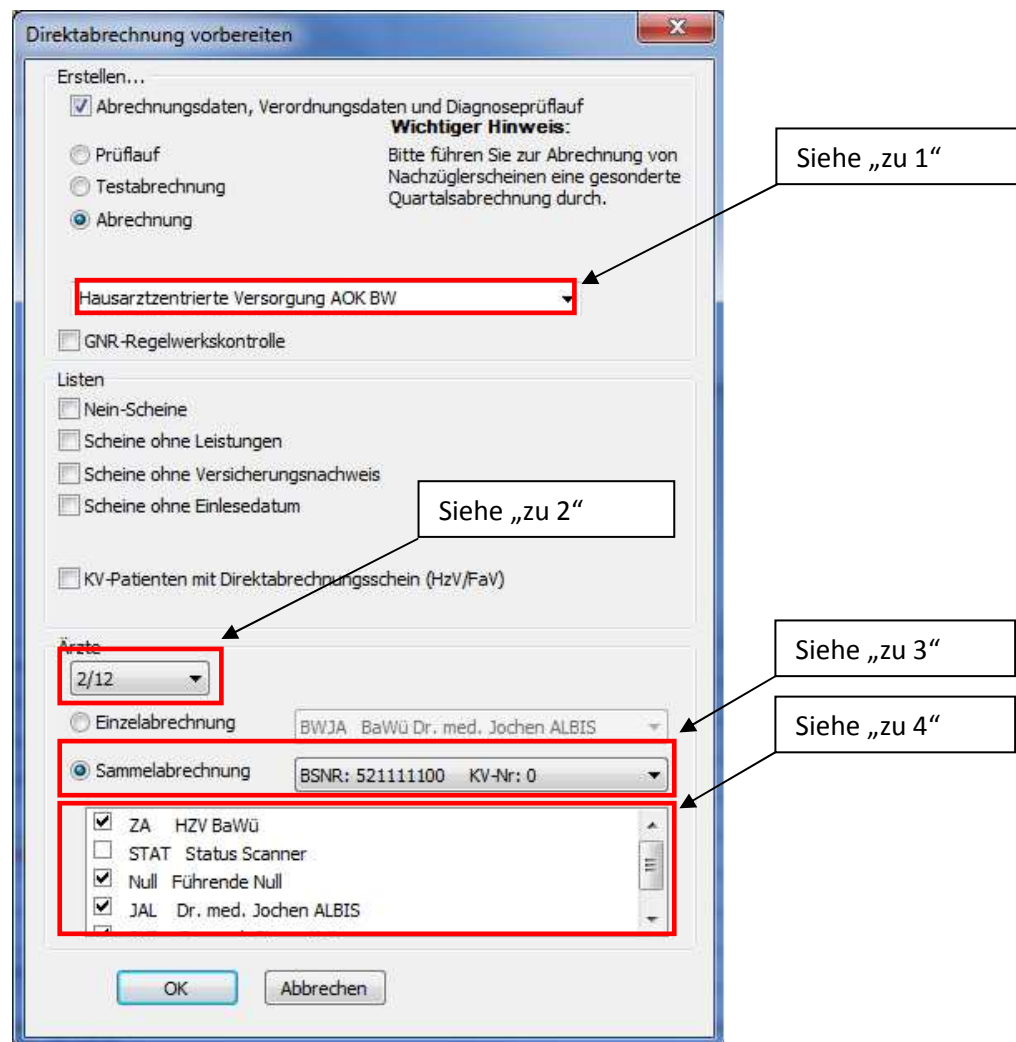 Direktabrechnung vorbereiten
Erstellen...
Abrechnungsdaten, Verordnungsdaten und Diagnoseprüflauf
Wichtiger Hinweis:
Prüflauf
Bitte führen Sie zur Abrechnung von
Nachzüglerscheinen eine gesonderte
Quartalsabrechnung durch.
Testabrechnung
Abrechnung
Siehe „zu 1“
Hausarztzentrierte Versorgung AOK BW
GNR-Regelwerkskontrolle
Listen
Nein-Scheine
Scheine ohne Leistungen
Scheine ohne Versicherungsnachweis
Scheine ohne Einlesedatum
Siehe „zu 2“
KV-Patienten mit Direktabrechnungsschein (HzV/FaV)
Ärzte
2/12
Siehe „zu 3“
Einzelabrechnung
BWJA BaWü Dr. med. Jochen ALBIS
Siehe „zu 4“
Sammelabrechnung
BSNR: 521111100 KV-Nr: 0
ZA HZV BaWü
STAT Status Scanner
Null Führende Null
JAL Dr. med. Jochen ALBIS
OK
Abbrechen